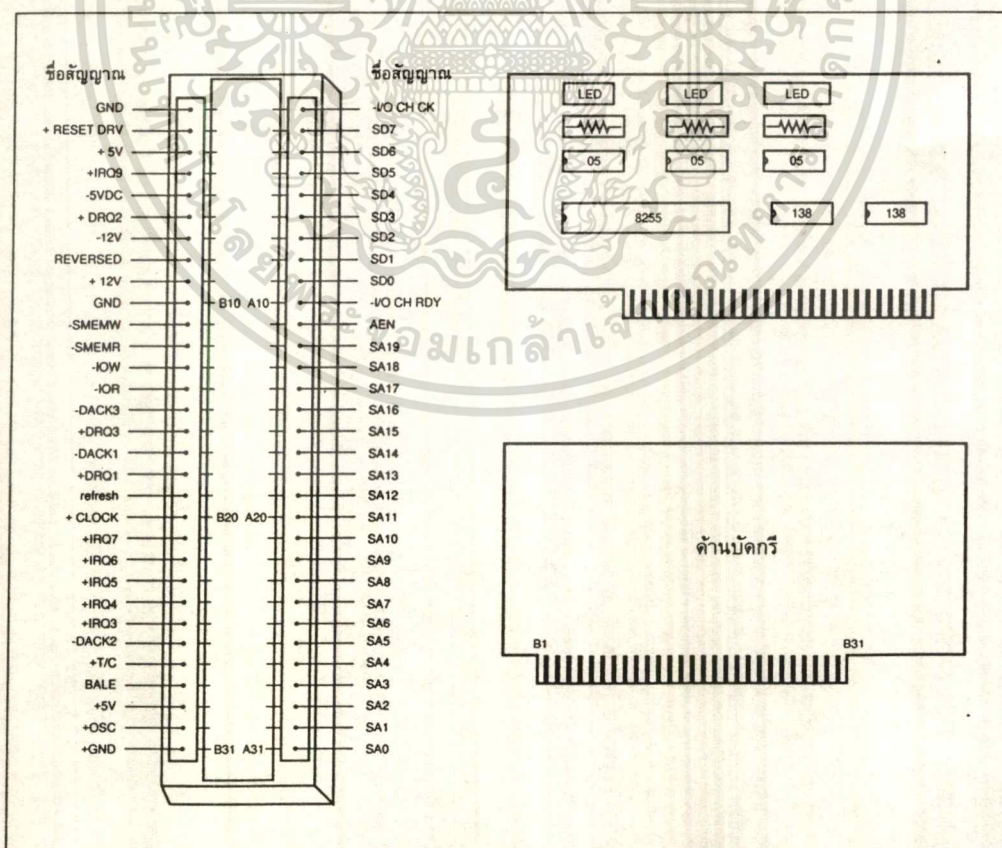 ชื่อสัญญาณ
GND
+ RESET DRV
+ 5V
+IRQ9
-5VDC
+ DRQ2
-12V
REVERSED
+ 12V
GND
-SMEMW
-SMEMR
-IOW
-IOR
-DACK3
+DRQ3
-DACK1
+DRQ1
refresh
+ CLOCK
+IRQ7
+IRQ6
+IRQ5
+IRQ4
+IRQ3
-DACK2
+T/C
BALE
+5V
+OSC
+GND
B10 A10
B20 A20
B31 A31
ชื่อสัญญาณ
-I/O CH CK
SD7
SD6
SD5
SD4
SD3
SD2
SD1
SD0
-I/O CH RDY
AEN
SA19
SA18
SA17
SA16
SA15
SA14
SA13
SA12
SA11
SA10
SA9
SA8
SA7
SA6
SA5
SA4
SA3
SA2
SA1
SA0
LED LED LED
05 05 05
8255 138 138
ด้านบัดกรี
B1 B31